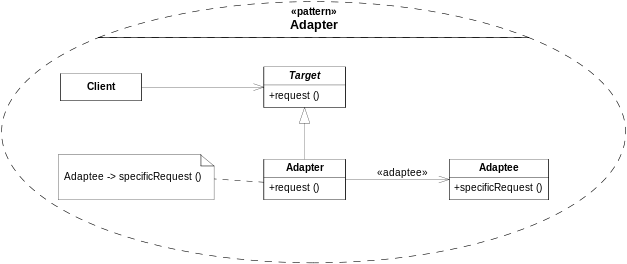 «pattern»
Adapter
Client
Target
+request ()
Adaptee -> specificRequest ()
Adapter
+request ()
«adaptee»
Adaptee
+specificRequest ()